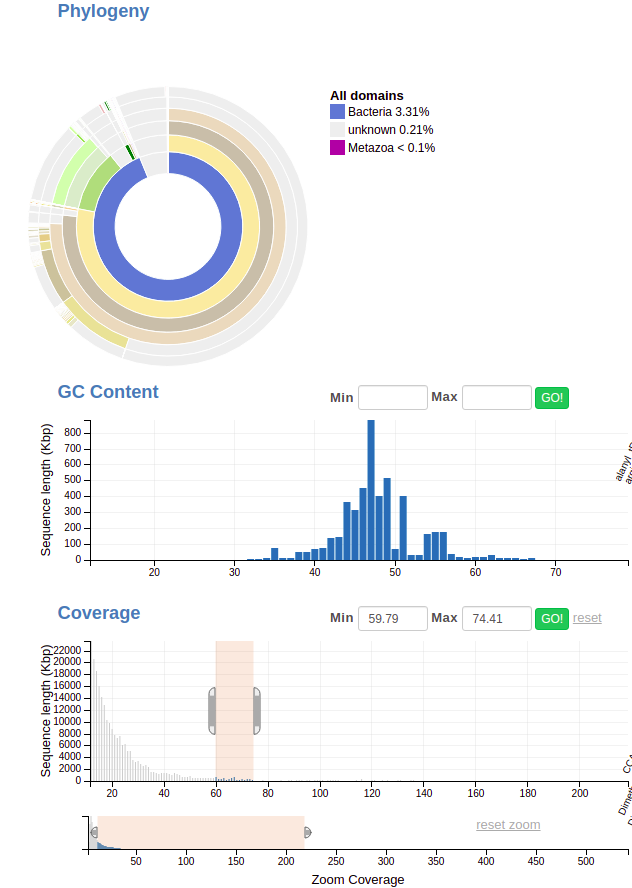 Phylogeny
All domains
Bacteria 3.31%
unknown 0.21%
Metazoa < 0.1%
GC Content
Min Max GO!
Sequence length (Kbp)
800
700
600
500
400
300
200
100
0
20 30 40 50 60 70
alanyl
Coverage
Min 59.79 Max 74.41 GO! reset
Sequence length (Kbp)
22000
20000
18000
16000
14000
12000
10000
8000
6000
4000
2000
0
20 40 60 80 100 120 140 160 180 200
CCA
Dimet
reset zoom
50 100 150 200 250 300 350 400 450 500
Zoom Coverage